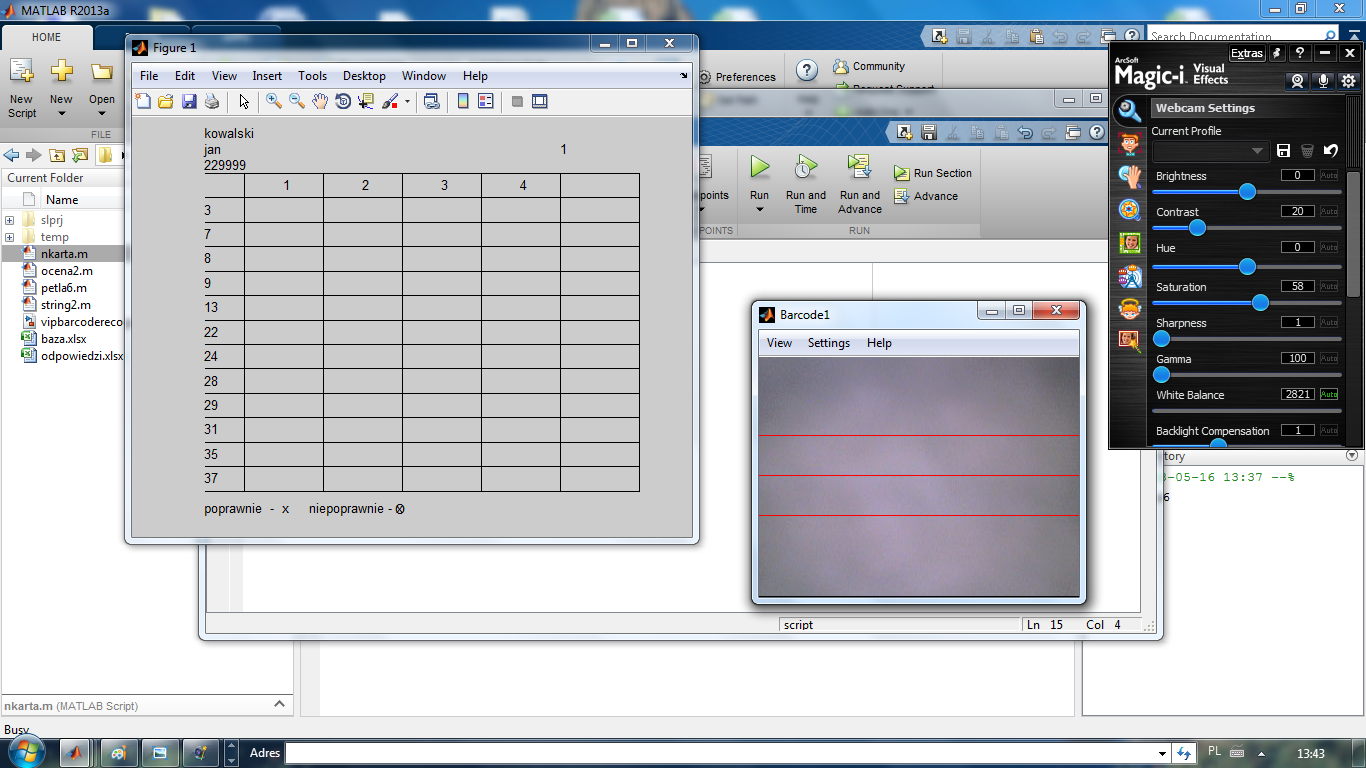 MATLAB R2013a
HOME
Search Documentation
New Script
New
Open
FILE
Preferences
Community
Request Support
Current Folder
Name
slprj
temp
nkarta.m
ocena2.m
petla6.m
string2.m
vipbarcodereco
baza.xlsx
odpowiedzi.xlsx
nkarta.m (MATLAB Script)
Busy
Figure 1
File Edit View Insert Tools Desktop Window Help
kowalski
jan 1
229999
1 2 3 4
3
7
8
9
13
22
24
28
29
31
35
37
poprawnie - x niepoprawnie - ⊗
points
Run
Run and Time
Run and Advance
Run Section
Advance
POINTS
RUN
Barcode1
View Settings Help
script
Ln 15 Col 4
Extras
ArcSoft
Magic-i Visual Effects
Webcam Settings
Current Profile
Brightness 0 Auto
Contrast 20 Auto
Hue 0 Auto
Saturation 58 Auto
Sharpness 1 Auto
Gamma 100 Auto
White Balance 2821 Auto
Backlight Compensation 1 Auto
tory
-05-16 13:37 --%
6
Adres
PL
13:43